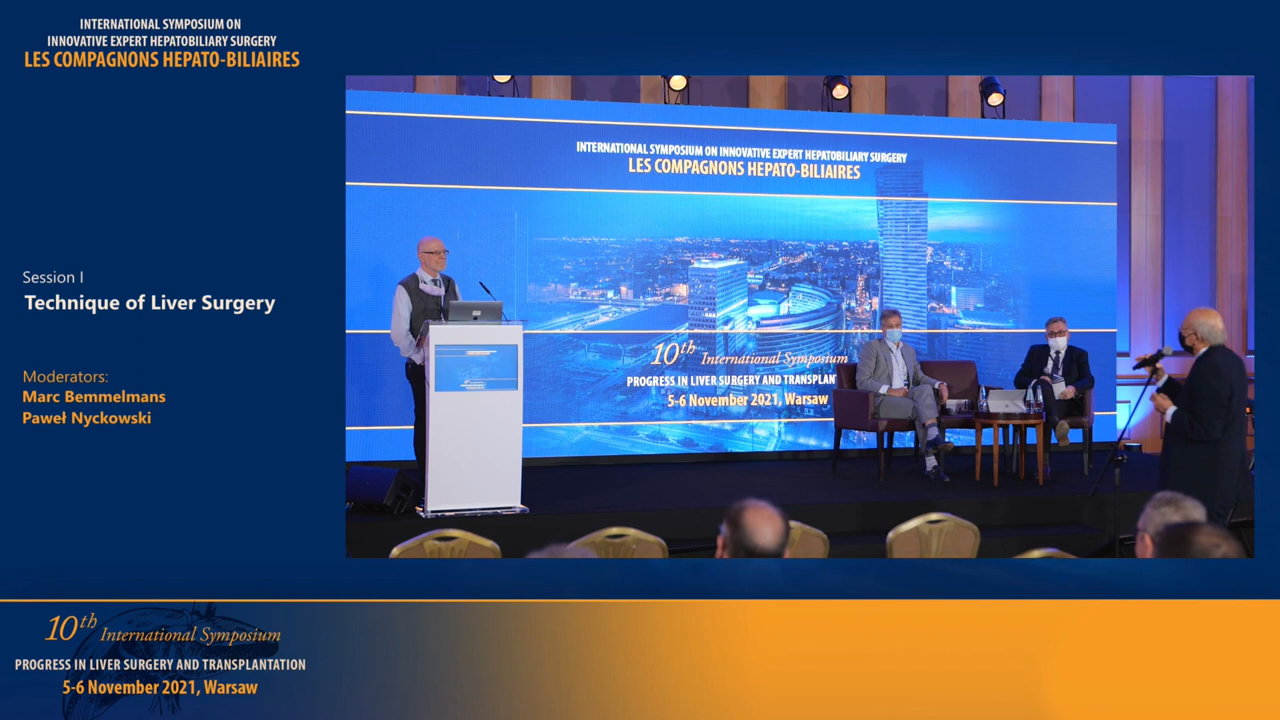 INTERNATIONAL SYMPOSIUM ON
INNOVATIVE EXPERT HEPATOBILIARY SURGERY
LES COMPAGNONS HEPATO-BILIAIRES
Session I
Technique of Liver Surgery
Moderators:
Marc Bemmelmans
Paweł Nyckowski
INTERNATIONAL SYMPOSIUM ON INNOVATIVE EXPERT HEPATOBILIARY SURGERY
LES COMPAGNONS HEPATO-BILIAIRES
10th International Symposium
PROGRESS IN LIVER SURGERY AND TRANSPLAN
5-6 November 2021, Warsaw
10th International Symposium
PROGRESS IN LIVER SURGERY AND TRANSPLANTATION
5-6 November 2021, Warsaw